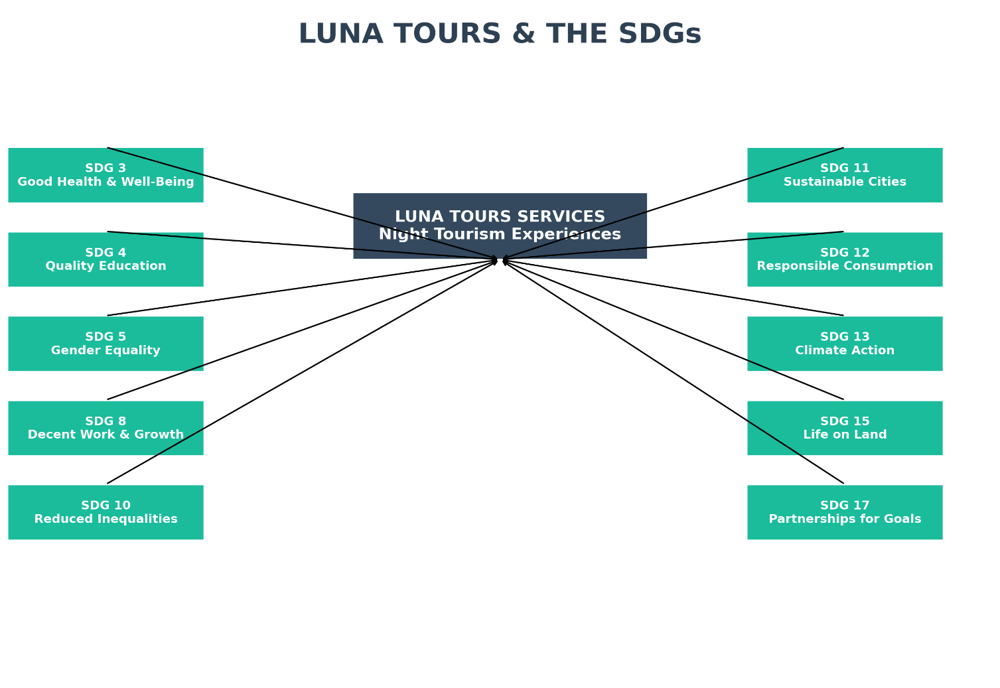 LUNA TOURS & THE SDGs
SDG 3
Good Health & Well-Being
SDG 4
Quality Education
SDG 5
Gender Equality
SDG 8
Decent Work & Growth
SDG 10
Reduced Inequalities
LUNA TOURS SERVICES
Night Tourism Experiences
SDG 11
Sustainable Cities
SDG 12
Responsible Consumption
SDG 13
Climate Action
SDG 15
Life on Land
SDG 17
Partnerships for Goals